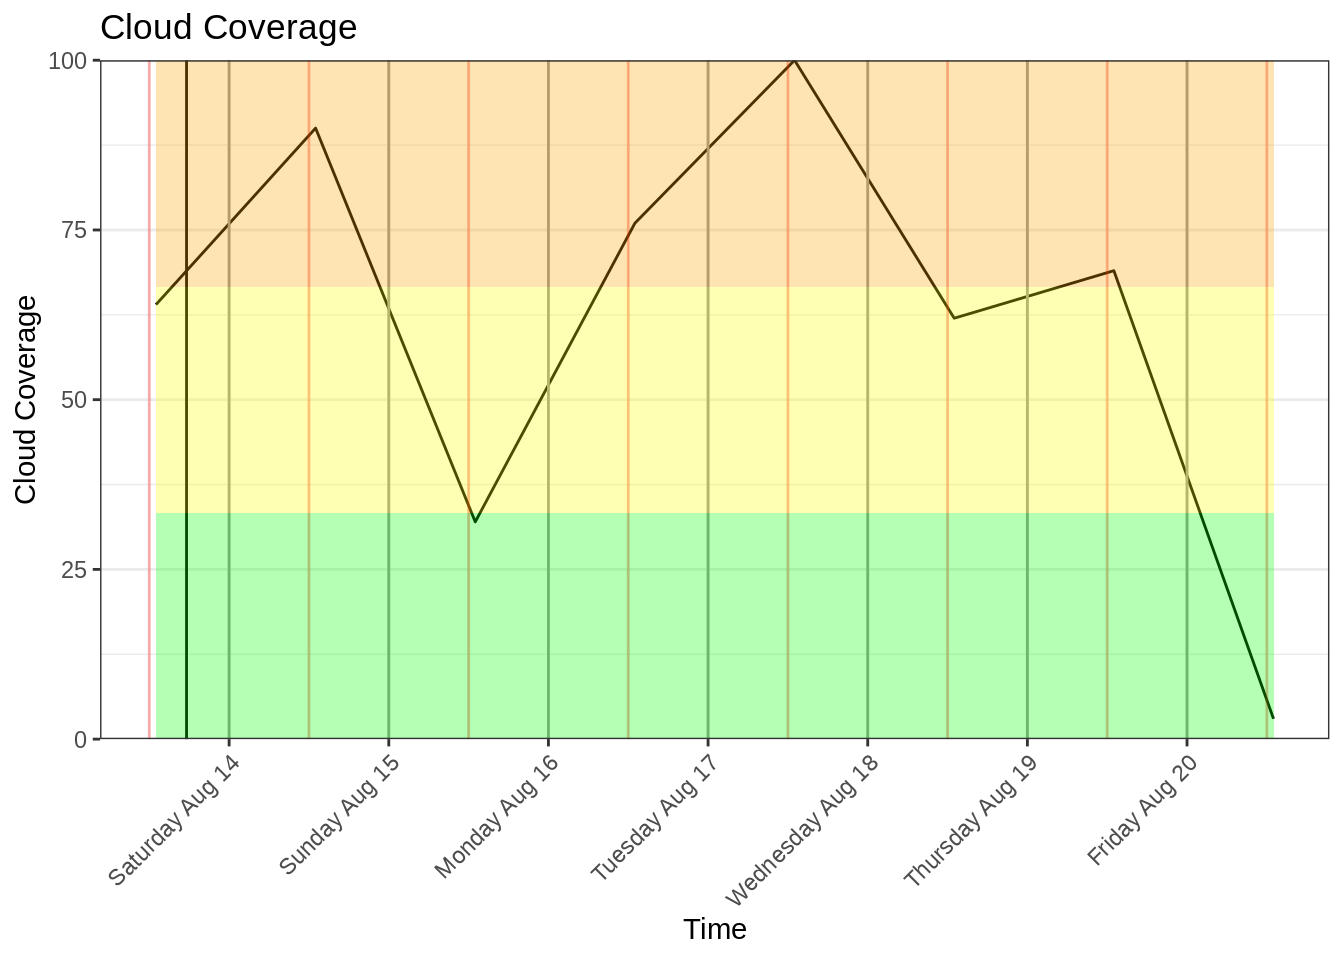 Cloud Coverage
100
75
50
25
0
Cloud Coverage
Saturday Aug 14
Sunday Aug 15
Monday Aug 16
Tuesday Aug 17
Wednesday Aug 18
Thursday Aug 19
Friday Aug 20
Time